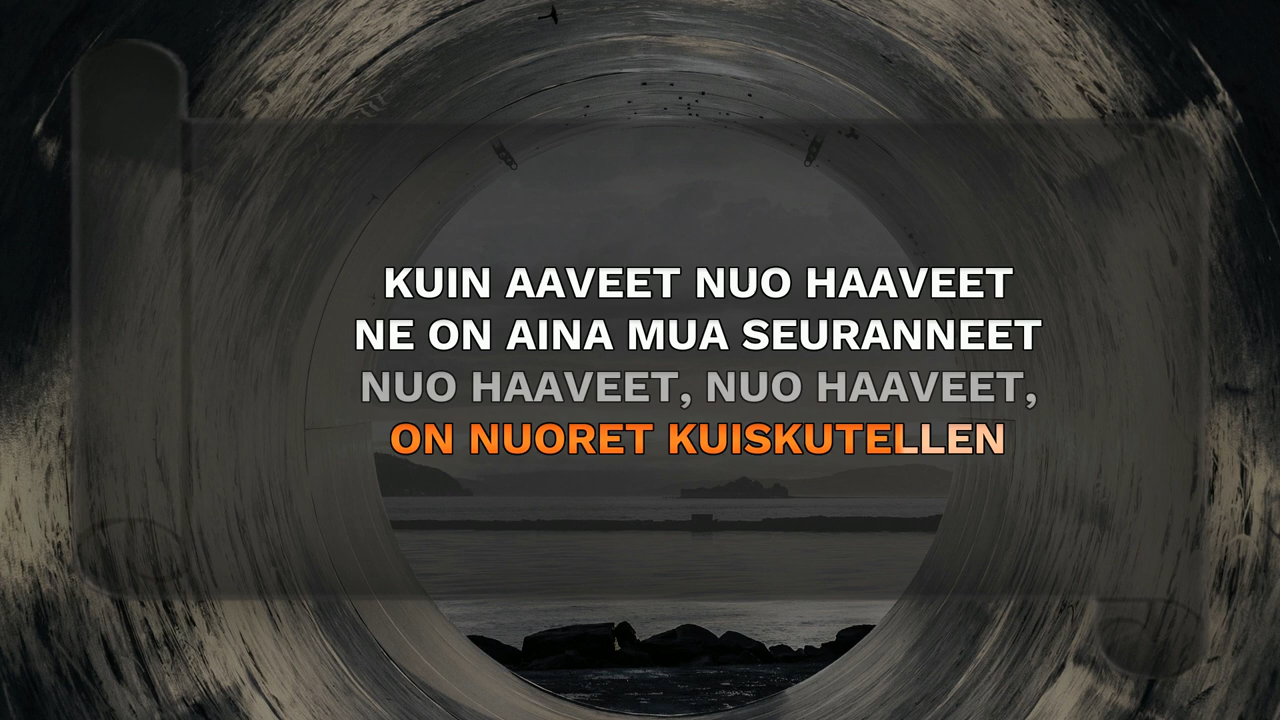 KUIN AAVEET NUO HAAVEET
NE ON AINA MUA SEURANNEET
NUO HAAVEET, NUO HAAVEET,
ON NUORET KUISKUTELLEN